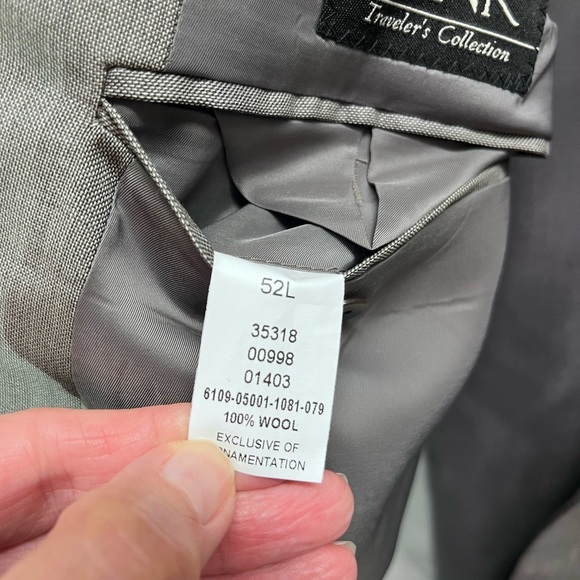 Traveler's Collection
52L
35318
00998
01403
6109-05001-1081-079
100% WOOL
EXCLUSIVE OF
RNAMENTATION